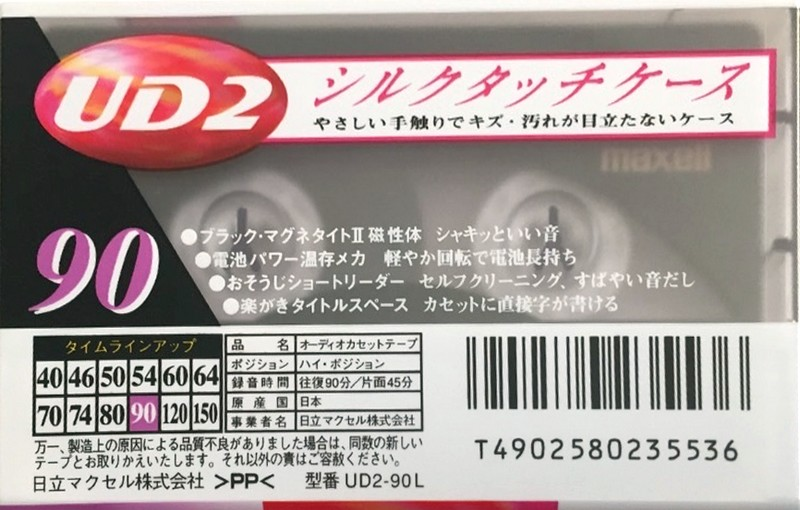 UD2 シルクタッチケース
やさしい手触りでキズ・汚れが目立たないケース
maxell
90
●ブラック・マグネタイトⅡ磁性体 シャキッといい音
●電池パワー温存メカ 軽やか回転で電池長持ち
●おそうじショートリーダー セルフクリーニング、すばやい音だし
●楽がきタイトルスペース カセットに直接字が書ける
タイムラインアップ
40 46 50 54 60 64
70 74 80 90 120 150
品名 オーディオカセットテープ
ポジション ハイ・ポジション
録音時間 往復90分/片面45分
原産国 日本
事業者名 日立マクセル株式会社
万一、製造上の原因による品質不良がありました場合は、同数の新しい
テープとお取りかえいたします。それ以外の責はご容赦ください。
日立マクセル株式会社 >PP< 型番 UD2-90L
T4902580235536